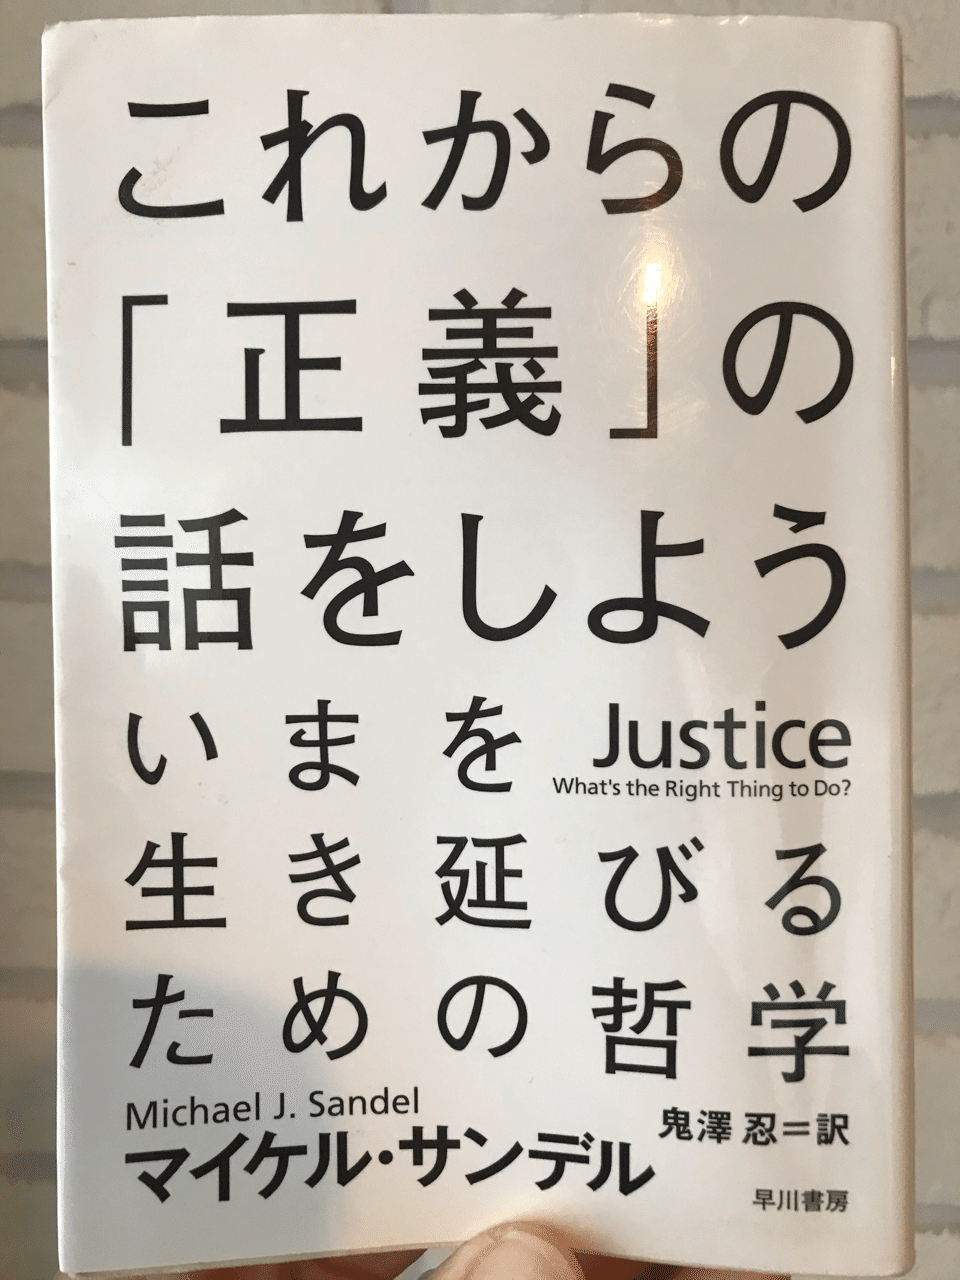 これからの
「正義」の
話をしよう
いまを
Justice
What's the Right Thing to Do?
生き延びる
ための哲学
Michael J. Sandel
マイケル・サンデル
鬼澤 忍＝訳
早川書房